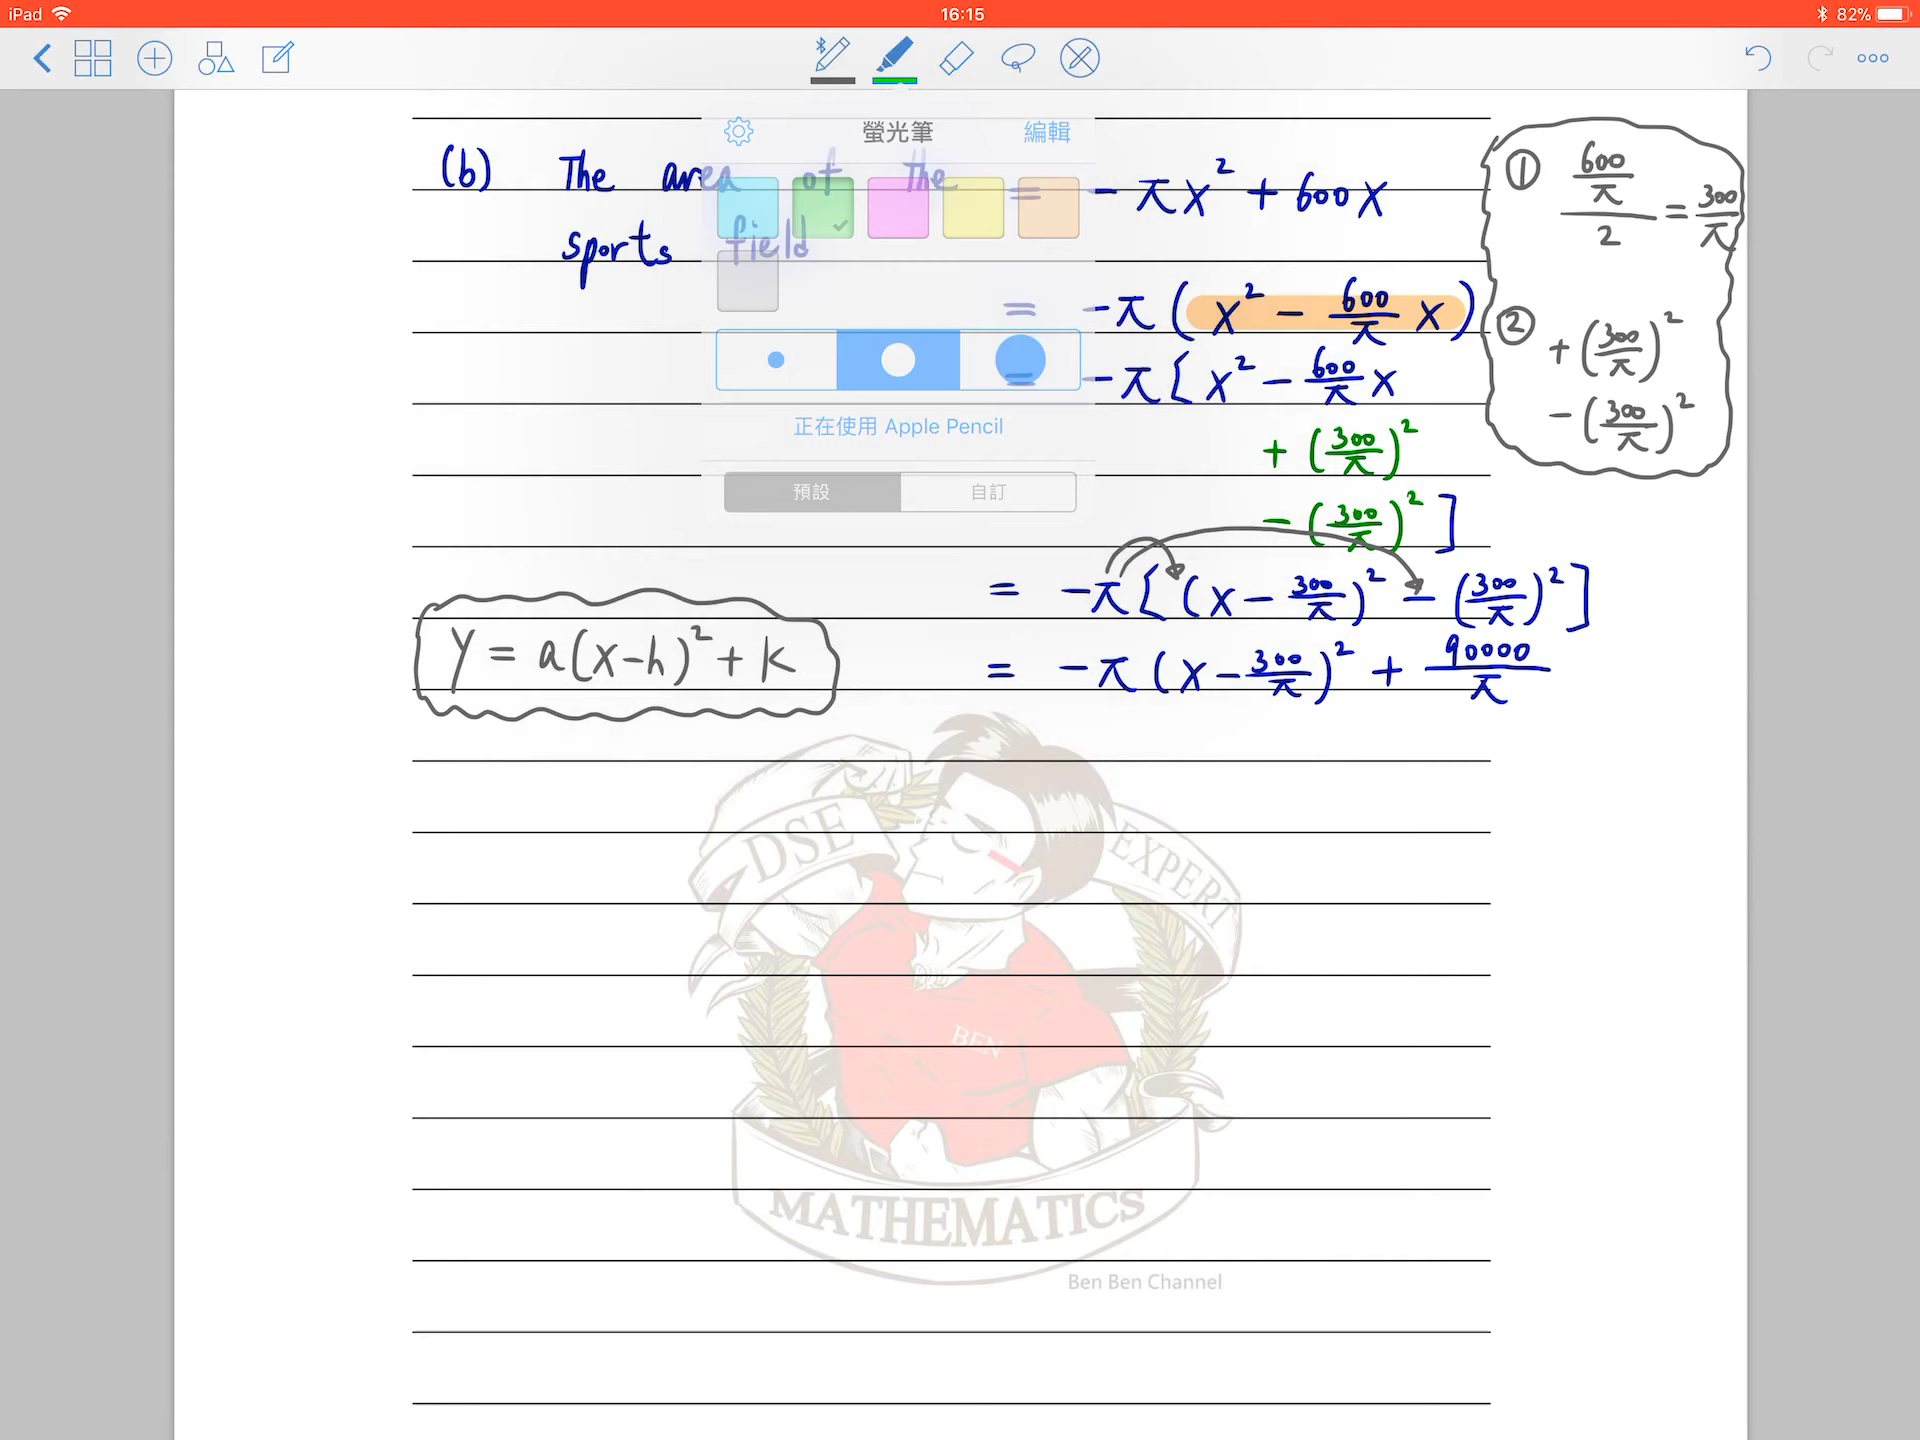 iPad 16:15 82%
螢光筆 編輯
(b) The area of the = -πx² + 600x
sports field
= -π(x² - 600/π x)
= -π[x² - 600/π x
+ (300/π)²
- (300/π)²]
= -π[(x - 300/π)² - (300/π)²]
= -π(x - 300/π)² + 90000/π
正在使用 Apple Pencil
預設 自訂
① (600/π)/2 = 300/π
② + (300/π)²
- (300/π)²
y = a(x-h)² + k
DSE EXPERT
BEN
MATHEMATICS
Ben Ben Channel